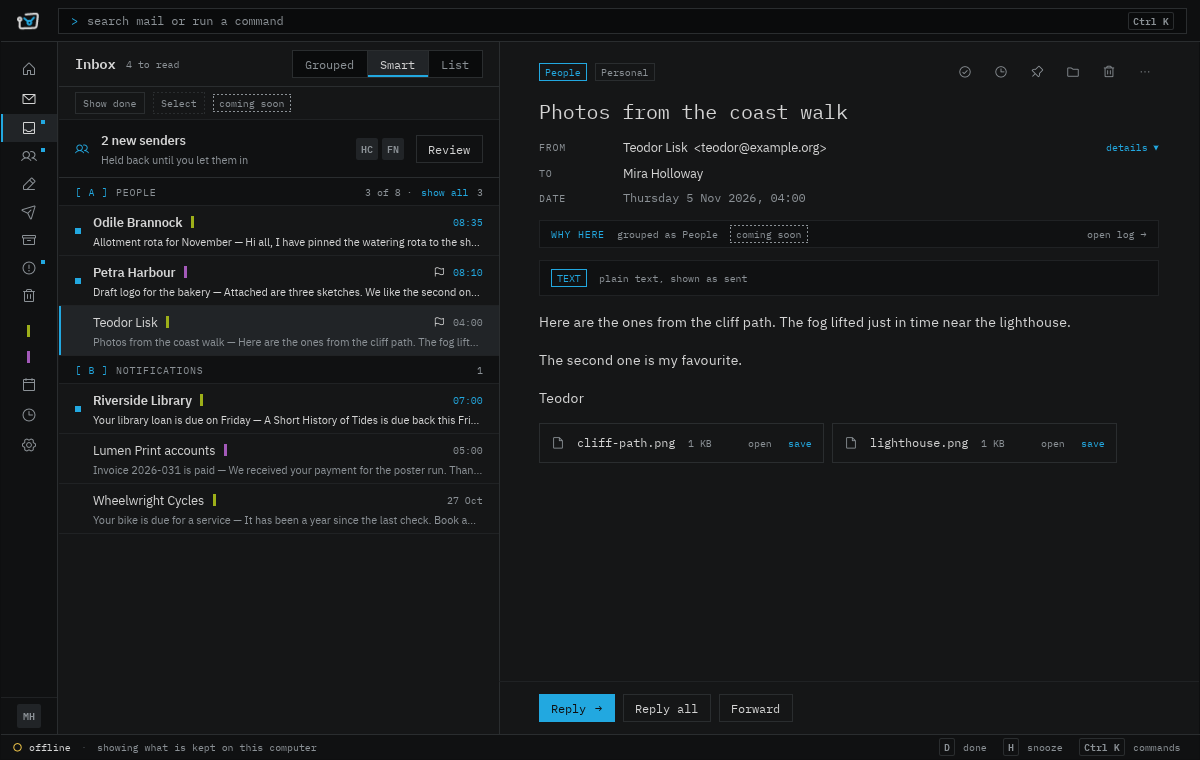 > search mail or run a command Ctrl K
Inbox 4 to read Grouped Smart List
Show done Select coming soon
2 new senders
Held back until you let them in HC FN Review
[ A ] PEOPLE 3 of 8 · show all 3
Odile Brannock 08:35
Allotment rota for November — Hi all, I have pinned the watering rota to the sh...
Petra Harbour 08:10
Draft logo for the bakery — Attached are three sketches. We like the second on...
Teodor Lisk 04:00
Photos from the coast walk — Here are the ones from the cliff path. The fog lift...
[ B ] NOTIFICATIONS 1
Riverside Library 07:00
Your library loan is due on Friday — A Short History of Tides is due back this Fri...
Lumen Print accounts 05:00
Invoice 2026-031 is paid — We received your payment for the poster run. Than...
Wheelwright Cycles 27 Oct
Your bike is due for a service — It has been a year since the last check. Book a...
People Personal ...
Photos from the coast walk
FROM Teodor Lisk <teodor@example.org> details ▾
TO Mira Holloway
DATE Thursday 5 Nov 2026, 04:00
WHY HERE grouped as People coming soon open log →
TEXT plain text, shown as sent
Here are the ones from the cliff path. The fog lifted just in time near the lighthouse.
The second one is my favourite.
Teodor
cliff-path.png 1 KB open save lighthouse.png 1 KB open save
Reply → Reply all Forward
MH
offline · showing what is kept on this computer D done H snooze Ctrl K commands